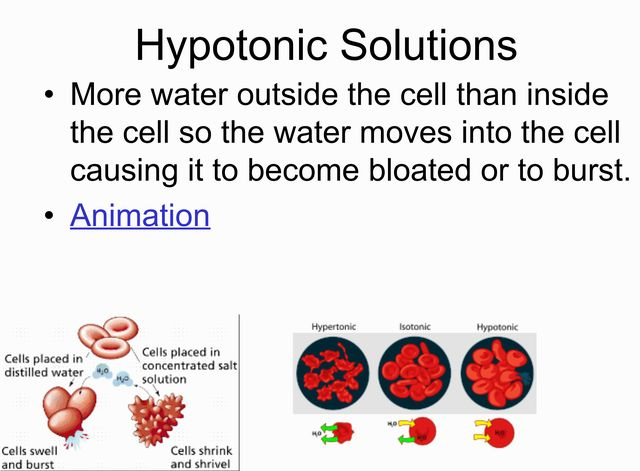 Hypotonic Solutions
• More water outside the cell than inside
the cell so the water moves into the cell
causing it to become bloated or to burst.
• Animation
Cells placed in
distilled water
H₂O
H₂O
Cells placed in
concentrated salt
solution
Cells swell
and burst
Cells shrink
and shrivel
Hypertonic
Isotonic
Hypotonic
H₂O
H₂O
H₂O
H₂O